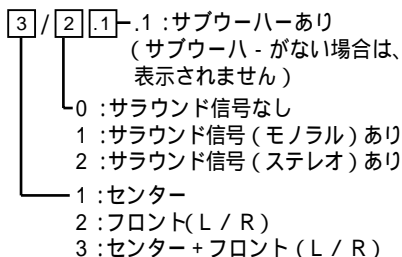 3 / 2 .1 .1 :サブウーハーあり
(サブウーハ - がない場合は、
表示されません)
0 :サラウンド信号なし
1 :サラウンド信号(モノラル)あり
2 :サラウンド信号(ステレオ)あり
1 :センター
2 :フロント(L / R)
3 :センター + フロント(L / R)